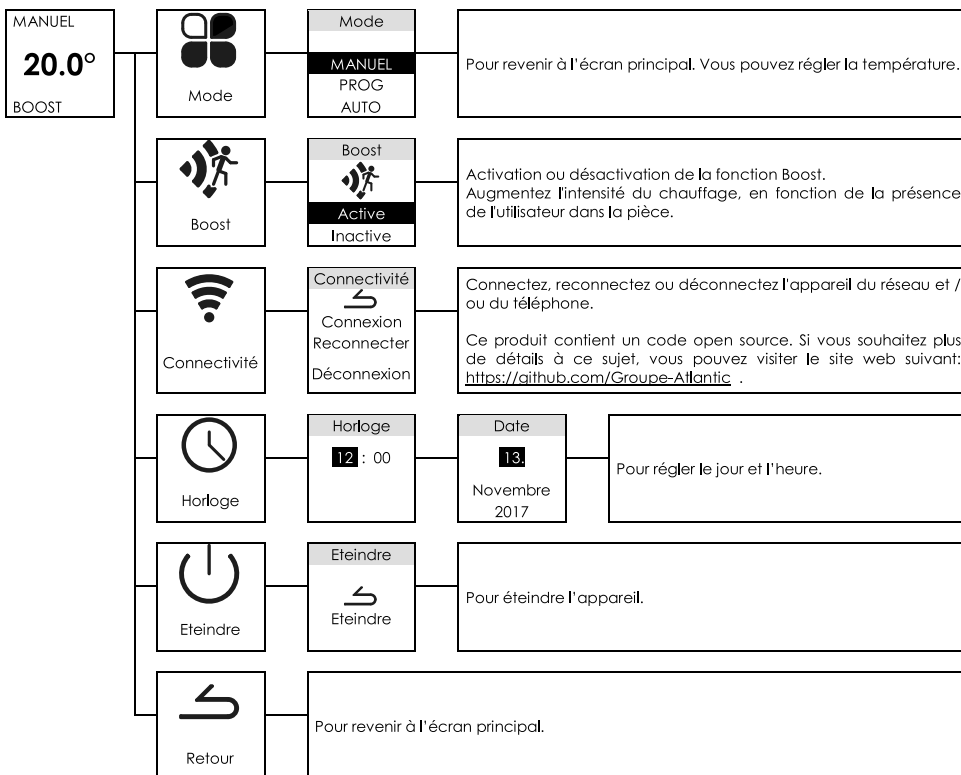 MANUEL
20.0°
BOOST
Mode
Mode
MANUEL
PROG
AUTO
Pour revenir à l'écran principal. Vous pouvez régler la température.
Boost
Boost
Active
Inactive
Activation ou désactivation de la fonction Boost.
Augmentez l'intensité du chauffage, en fonction de la présence
de l'utilisateur dans la pièce.
Connectivité
Connectivité
Connexion
Reconnecter
Déconnexion
Connectez, reconnectez ou déconnectez l'appareil du réseau et /
ou du téléphone.
Ce produit contient un code open source. Si vous souhaitez plus
de détails à ce sujet, vous pouvez visiter le site web suivant:
https://github.com/Groupe-Atlantic .
Horloge
Horloge
12 : 00
Date
13.
Novembre
2017
Pour régler le jour et l'heure.
Eteindre
Eteindre
Eteindre
Pour éteindre l'appareil.
Retour
Pour revenir à l'écran principal.